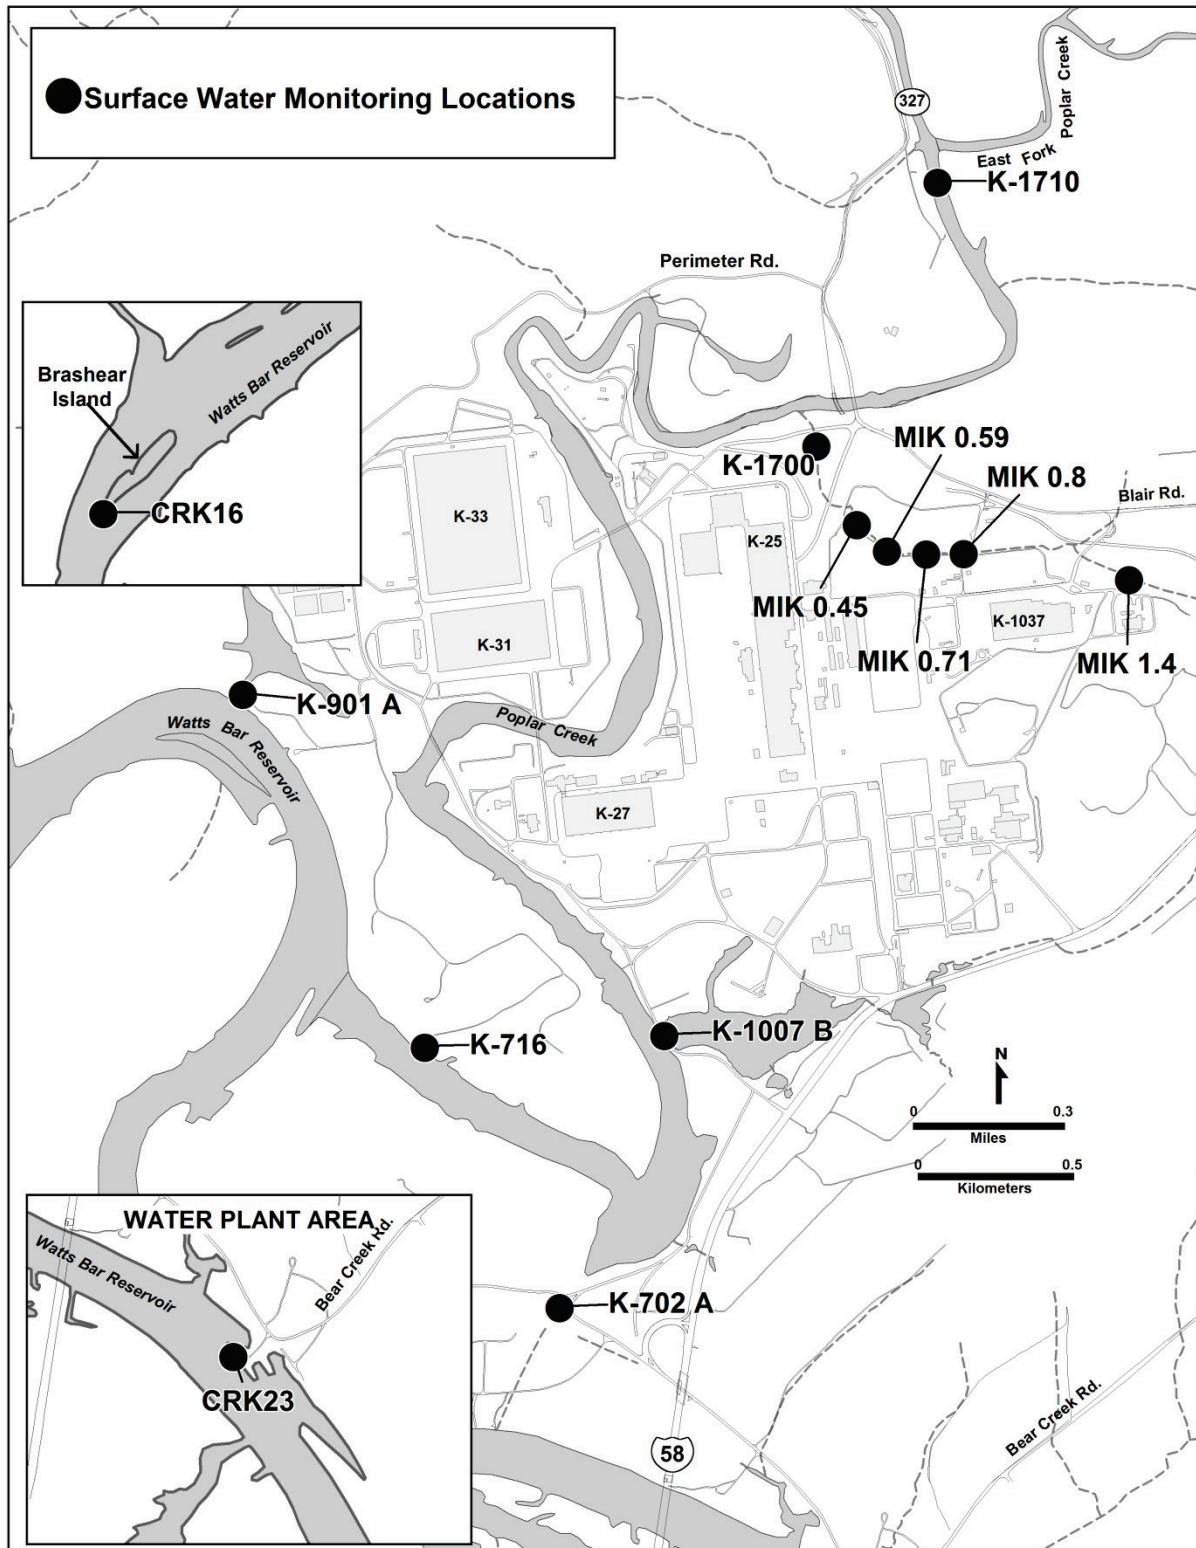 Surface Water Monitoring Locations
327
Poplar Creek
East Fork
K-1710
Perimeter Rd.
Brashear
Island
Watts Bar Reservoir
CRK16
K-33
K-25
K-1700
MIK 0.59
MIK 0.8
Blair Rd.
MIK 0.45
K-31
K-1037
MIK 0.71
MIK 1.4
K-901 A
Watts Bar Reservoir
Poplar Creek
K-27
K-716
K-1007 B
N
0 0.3
Miles
0 0.5
Kilometers
WATER PLANT AREA
Watts Bar Reservoir
Bear Creek Rd.
CRK23
K-702 A
58
Bear Creek Rd.